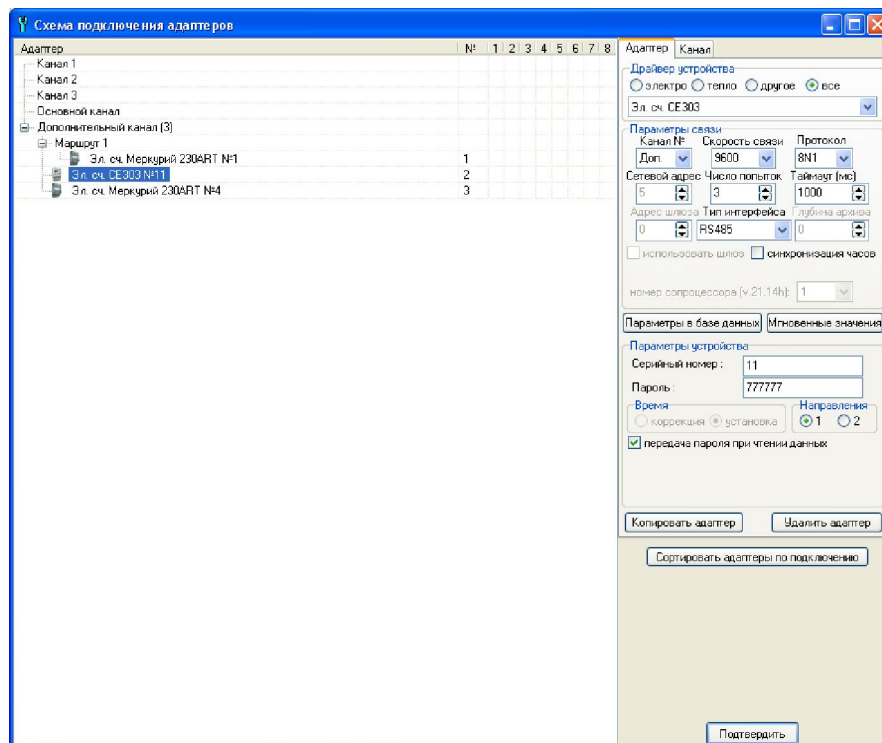 Схема подключения адаптеров
Адаптер № 1 2 3 4 5 6 7 8
Канал 1
Канал 2
Канал 3
Основной канал
Дополнительный канал (3)
Маршрут 1
Эл. сч. Меркурий 230ART №1 1
Эл. сч. CE303 №11 2
Эл. сч. Меркурий 230ART №4 3
Адаптер Канал
Драйвер устройства
электро тепло другое все
Эл. сч. CE303
Параметры связи
Канал № Скорость связи Протокол
Доп. 9600 8N1
Сетевой адрес Число попыток Таймаут (мс)
5 3 1000
Адрес шлюза Тип интерфейса Глубина архива
0 RS485 0
использовать шлюз синхронизация часов
номер сопроцессора (v.21.14h): 1
Параметры в базе данных Мгновенные значения
Параметры устройства
Серийный номер : 11
Пароль : 777777
Время Направления
коррекция установка 1 2
передача пароля при чтении данных
Копировать адаптер Удалить адаптер
Сортировать адаптеры по подключению
Подтвердить